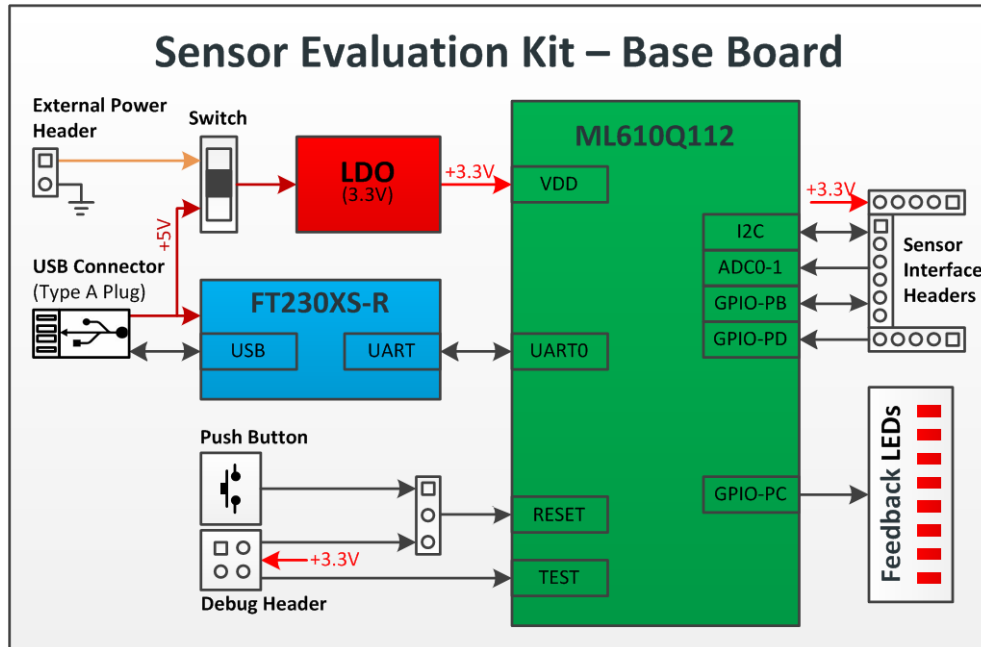 Sensor Evaluation Kit – Base Board
External Power
Header
Switch
LDO
(3.3V)
+3.3V
ML610Q112
VDD
+5V
USB Connector
(Type A Plug)
FT230XS-R
USB
UART
UART0
I2C
ADC0-1
GPIO-PB
GPIO-PD
+3.3V
Sensor
Interface
Headers
Push Button
RESET
+3.3V
TEST
Debug Header
GPIO-PC
Feedback LEDs